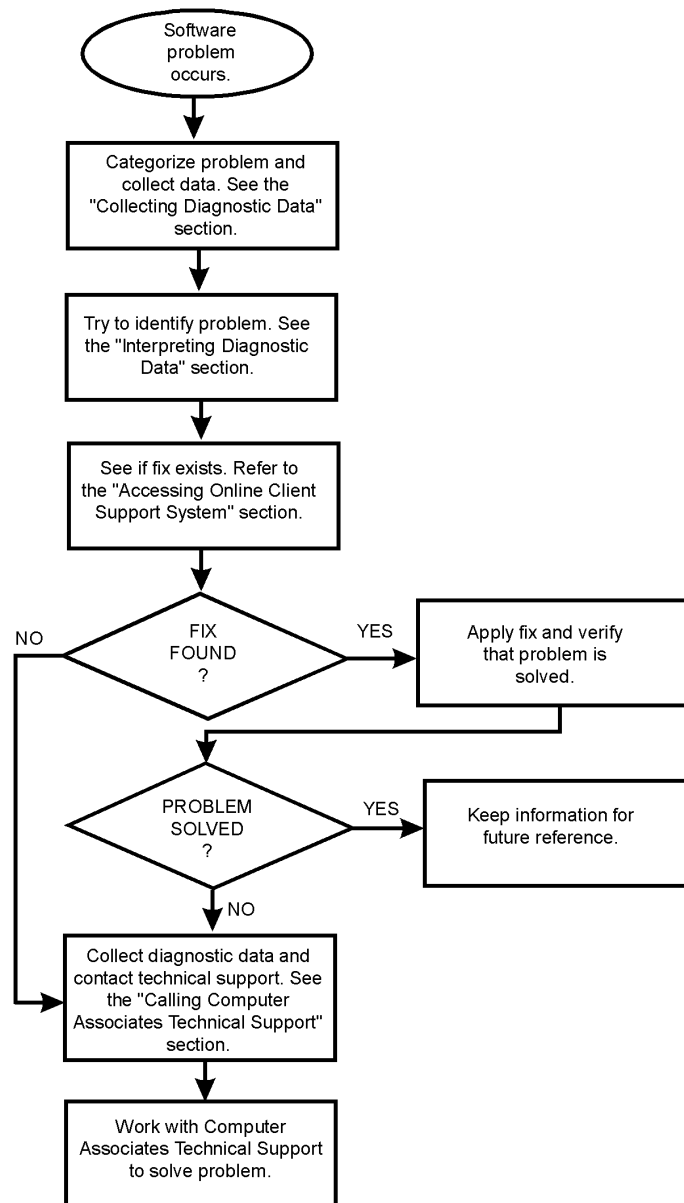 Software
problem
occurs.
Categorize problem and
collect data. See the
"Collecting Diagnostic Data"
section.
Try to identify problem. See
the "Interpreting Diagnostic
Data" section.
See if fix exists. Refer to
the "Accessing Online Client
Support System" section.
NO
FIX
FOUND
?
YES
Apply fix and verify
that problem is
solved.
PROBLEM
SOLVED
?
YES
Keep information for
future reference.
NO
Collect diagnostic data and
contact technical support. See
the "Calling Computer
Associates Technical Support"
section.
Work with Computer
Associates Technical Support
to solve problem.